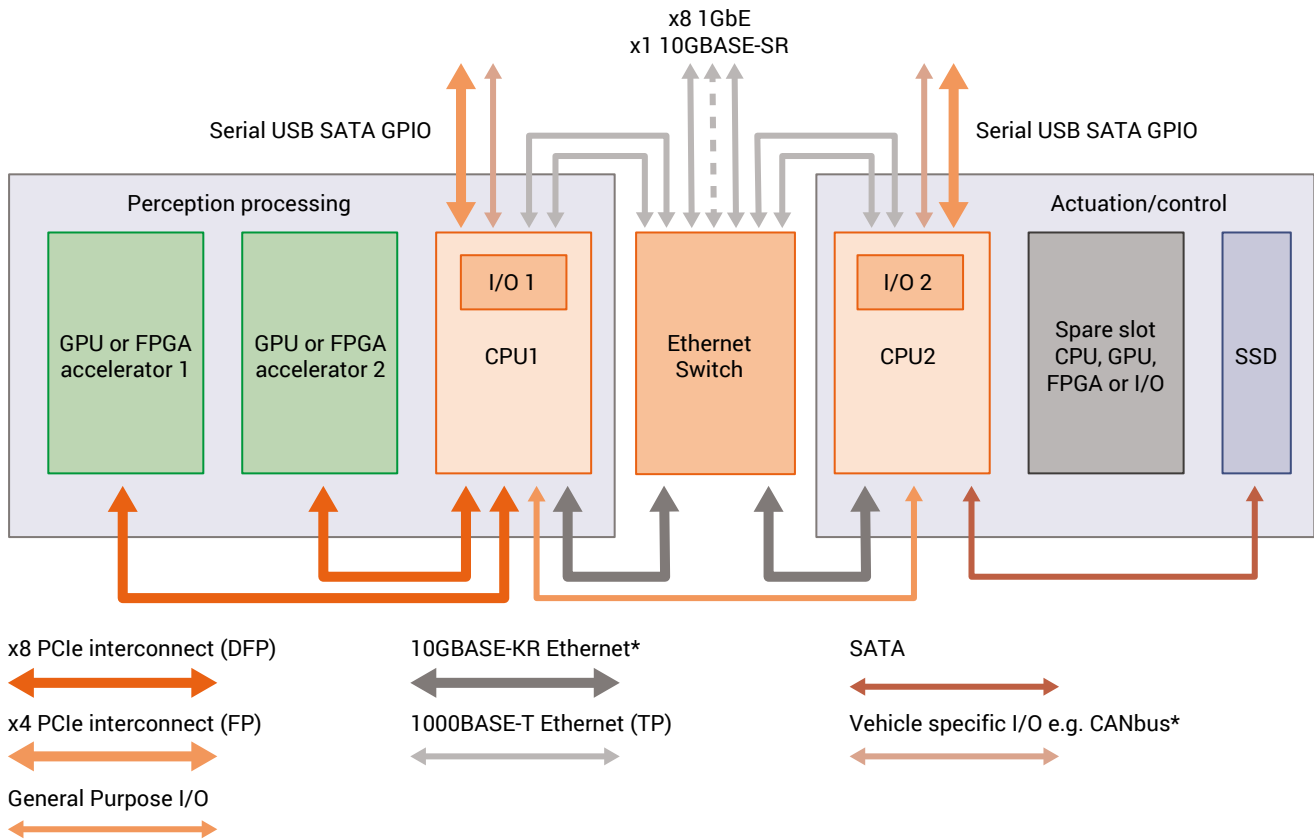 x8 1GbE
x1 10GBASE-SR
Serial USB SATA GPIO
Serial USB SATA GPIO
Perception processing
Actuation/control
GPU or FPGA
accelerator 1
GPU or FPGA
accelerator 2
I/O 1
CPU1
Ethernet
Switch
I/O 2
CPU2
Spare slot
CPU, GPU,
FPGA or I/O
SSD
x8 PCIe interconnect (DFP)
10GBASE-KR Ethernet*
SATA
x4 PCIe interconnect (FP)
1000BASE-T Ethernet (TP)
Vehicle specific I/O e.g. CANbus*
General Purpose I/O